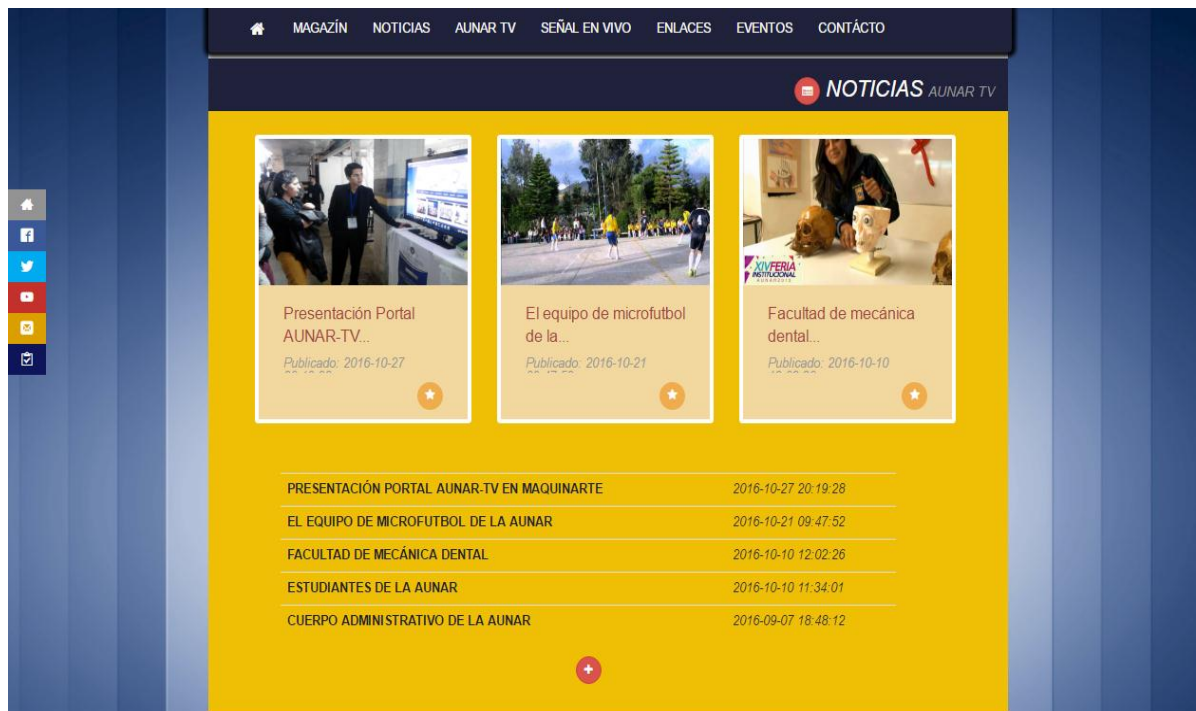 MAGAZÍN NOTICIAS AUNAR TV SEÑAL EN VIVO ENLACES EVENTOS CONTÁCTO
NOTICIAS AUNAR TV
XIV FERIA
INSTITUCIONAL
Presentación Portal
AUNAR-TV...
Publicado: 2016-10-27
El equipo de microfutbol
de la...
Publicado: 2016-10-21
Facultad de mecánica
dental...
Publicado: 2016-10-10
PRESENTACIÓN PORTAL AUNAR-TV EN MAQUINARTE 2016-10-27 20:19:28
EL EQUIPO DE MICROFUTBOL DE LA AUNAR 2016-10-21 09:47:52
FACULTAD DE MECÁNICA DENTAL 2016-10-10 12:02:26
ESTUDIANTES DE LA AUNAR 2016-10-10 11:34:01
CUERPO ADMINISTRATIVO DE LA AUNAR 2016-09-07 18:48:12